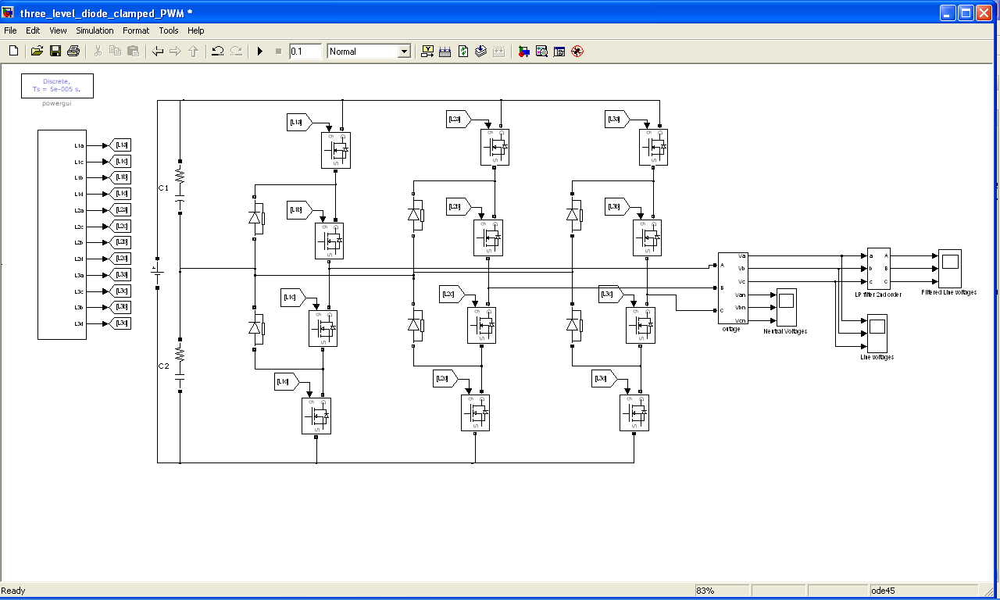 three_level_diode_clamped_PWM *
File Edit View Simulation Format Tools Help
0.1 Normal
Discrete,
Ts = 5e-005 s.
powergui
L1a [L1a]
L1c [L1c]
L1b [L1b]
L1d [L1d]
L2a [L2a]
L2c [L2c]
L2b [L2b]
L2d [L2d]
L3a [L3a]
L3c [L3c]
L3b [L3b]
L3d [L3d]
C1
C2
[L1a] g C S
[L2a] g C S
[L3a] g C S
[L1b] g C S
[L2b] g C S
[L3b] g C S
[L1c] g C S
[L2c] g C S
[L3c] g C S
[L1d] g C S
[L2d] g C S
[L3d] g C S
A Va
Vb
B Vc
Van
Vbn
C Vcn
outage
Neutral Voltages
a A
b B
c C
LP filter 2nd order
Filtered Line voltages
Line voltages
Ready 83% ode45